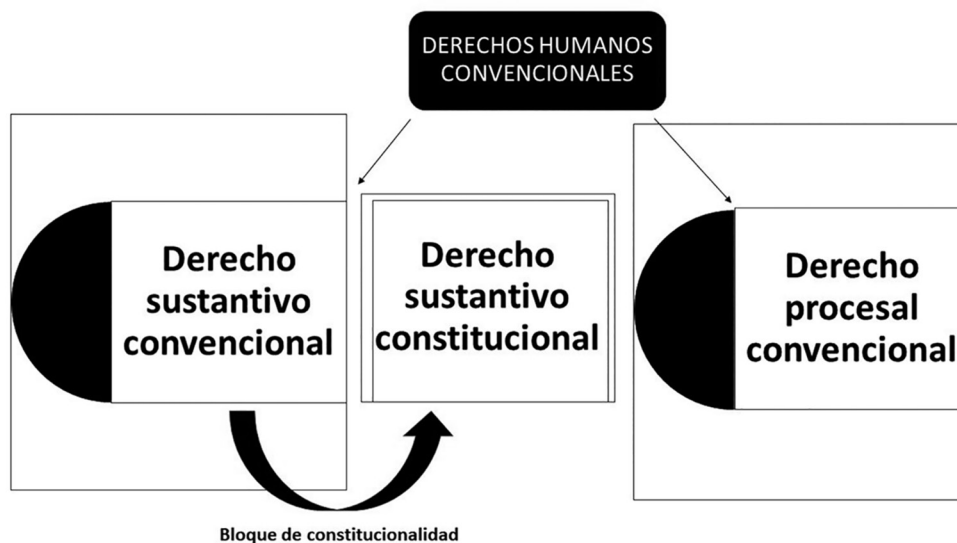 DERECHOS HUMANOS
CONVENCIONALES
Derecho
sustantivo
convencional
Derecho
sustantivo
constitucional
Derecho
procesal
convencional
Bloque de constitucionalidad